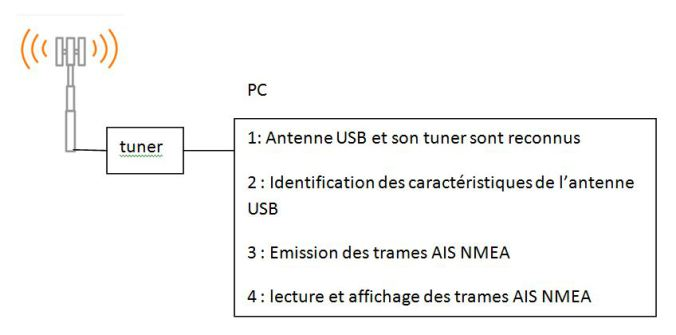 PC
tuner
1: Antenne USB et son tuner sont reconnus
2 : Identification des caractéristiques de l’antenne
USB
3 : Emission des trames AIS NMEA
4 : lecture et affichage des trames AIS NMEA